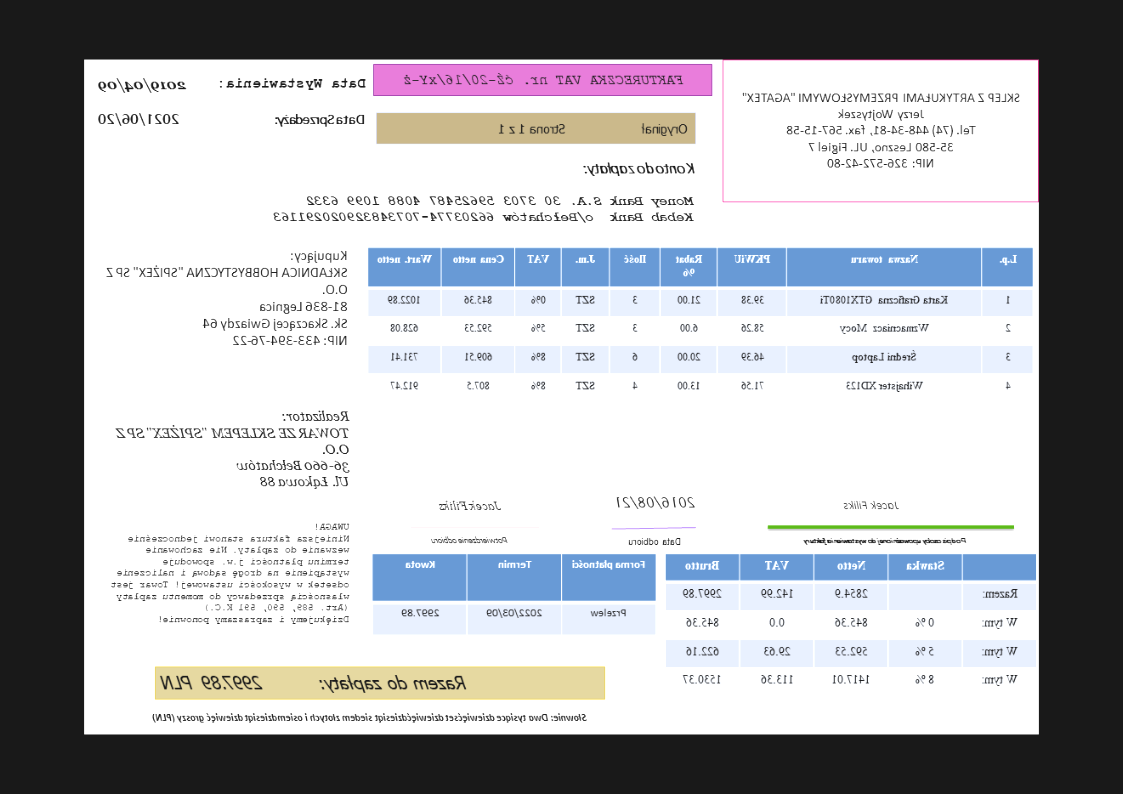 SKLEP Z ARTYKUŁAMI PRZEMYSŁOWYMI "AGATEX"
Jerzy Wojtyszek
Tel. (74) 448-34-81, fax. 567-15-58
35-580 Leszno, UL. Figiel 7
NIP: 326-572-42-80
FAKTURECZKA VAT nr. cź-20/16/xY-ż
Data Wystawienia: 2019/04/09
Oryginał Strona 1 z 1
Data Sprzedaży: 2021/06/20
Konto do zapłaty:
Money Bank S.A. 30 3703 59625487 4088 1099 6332
Kebab Bank o/Bełchatów 66203774-707348329020291163
L.p. Nazwa towaru PKWiU Rabat % Ilość J.m. VAT Cena netto Wart. netto
1 Karta Graficzna GTX1080Ti 39.38 21.00 3 SZT 0% 845.36 1022.89
2 Wzmacniacz Mocy 58.26 6.00 3 SZT 5% 592.53 628.08
3 Średni Laptop 46.39 20.00 6 SZT 8% 609.51 731.41
4 Wihajster XD123 71.56 13.00 4 SZT 8% 807.5 912.47
Kupujący:
SKŁADNICA HOBBYSTYCZNA "SPIŻEX" SP Z
O.O.
81-836 Legnica
Sk. Skaczącej Gwiazdy 64
NIP: 433-394-76-22
Realizator:
TOWAR ZE SKLEPEM "SPIŻEX" SP Z
O.O.
36-660 Bełchatów
Ul. Łąkowa 88
Jacek Filiks
Podpis osoby upoważnionej do wystawienia faktury
2016/08/21
Data odbioru
Jacek Filiks
Potwierdzenie odbioru
UWAGA!
Niniejsza faktura stanowi jednocześnie
wezwanie do zapłaty. Nie zachowanie
terminu płatności j.w. spowoduje
wystąpienie na drogę sądową i naliczenie
odsetek w wysokości ustawowej! Towar jest
własnością sprzedawcy do momentu zapłaty
(Art. 589, 590, 591 K.C.)
Dziękujemy i zapraszamy ponownie!
Stawka Netto VAT Brutto
Razem: 2854.9 142.99 2997.89
W tym: 0 % 845.36 0.0 845.36
W tym: 5 % 592.53 29.63 622.16
W tym: 8 % 1417.01 113.36 1530.37
Forma płatności Termin Kwota
Przelew 2022/03/09 2997.89
Razem do zapłaty: 2997.89 PLN
Słownie: Dwa tysiące dziewięćset dziewięćdziesiąt siedem złotych i osiemdziesiąt dziewięć groszy (PLN)